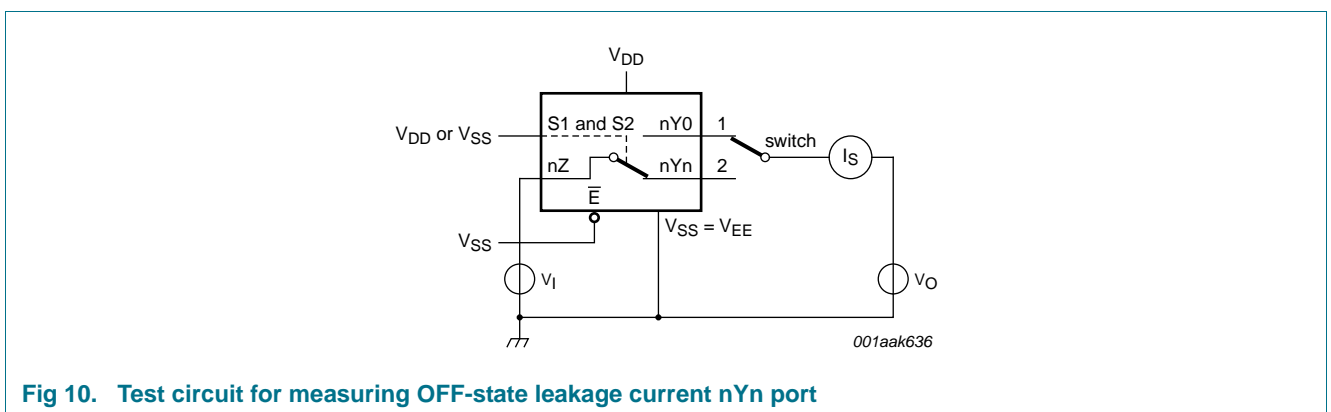 VDD
VDD or VSS
S1 and S2
nY0
1
switch
IS
nZ
nYn
2
E
VSS
VSS = VEE
VI
VO
001aak636
Fig 10. Test circuit for measuring OFF-state leakage current nYn port